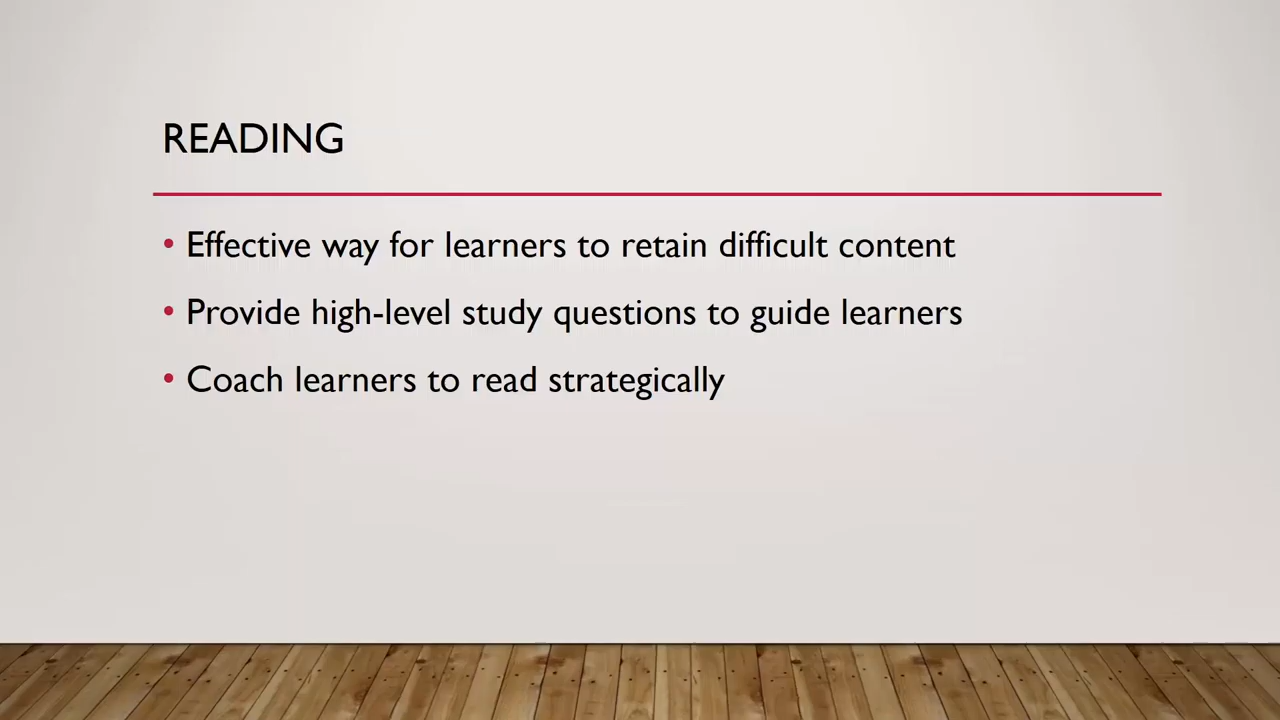 READING
• Effective way for learners to retain difficult content
• Provide high-level study questions to guide learners
• Coach learners to read strategically